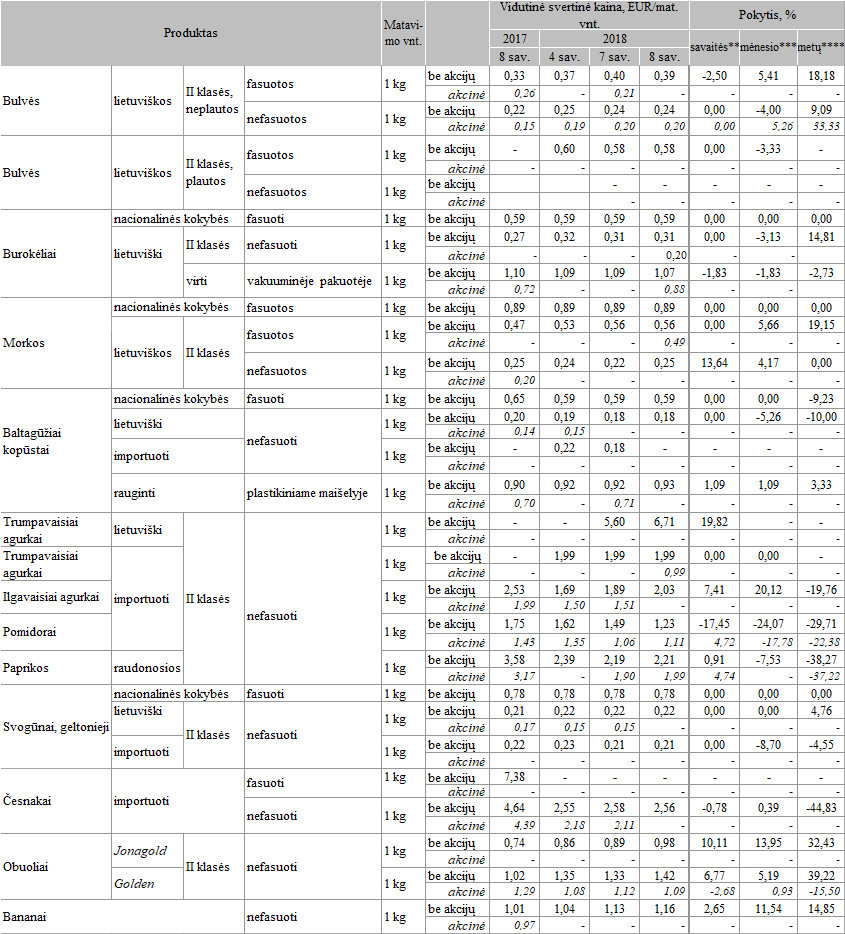 Produktas Matavi- mo vnt. Vidutinė svertinė kaina, EUR/mat. vnt. Pokytis, %
2017 2018 savaitės** mėnesio*** metų****
8 sav. 4 sav. 7 sav. 8 sav.
Bulvės lietuviškos II klasės, neplautos fasuotos 1 kg be akcijų 0,33 0,37 0,40 0,39 -2,50 5,41 18,18
akcinė 0,26 - 0,21 - - - -
nefasuotos 1 kg be akcijų 0,22 0,25 0,24 0,24 0,00 -4,00 9,09
akcinė 0,15 0,19 0,20 0,20 0,00 5,26 33,33
Bulvės lietuviškos II klasės, plautos fasuotos 1 kg be akcijų - 0,60 0,58 0,58 0,00 -3,33 -
akcinė - - - - - -
nefasuotos 1 kg be akcijų - - - - -
akcinė - - - - -
Burokėliai nacionalinės kokybės fasuoti 1 kg be akcijų 0,59 0,59 0,59 0,59 0,00 0,00 0,00
lietuviški II klasės nefasuoti 1 kg be akcijų 0,27 0,32 0,31 0,31 0,00 -3,13 14,81
akcinė - - - 0,20 - -
virti vakuuminėje pakuotėje 1 kg be akcijų 1,10 1,09 1,09 1,07 -1,83 -1,83 -2,73
akcinė 0,72 - - 0,88 - - -
Morkos nacionalinės kokybės fasuotos 1 kg be akcijų 0,89 0,89 0,89 0,89 0,00 0,00 0,00
lietuviškos II klasės fasuotos 1 kg be akcijų 0,47 0,53 0,56 0,56 0,00 5,66 19,15
akcinė - - - 0,49 - - -
nefasuotos 1 kg be akcijų 0,25 0,24 0,22 0,25 13,64 4,17 0,00
akcinė 0,20 - - - - - -
Baltagūžiai kopūstai nacionalinės kokybės fasuoti 1 kg be akcijų 0,65 0,59 0,59 0,59 0,00 0,00 -9,23
lietuviški nefasuoti 1 kg be akcijų 0,20 0,19 0,18 0,18 0,00 -5,26 -10,00
akcinė 0,14 0,15 - - - - -
importuoti 1 kg be akcijų - 0,22 0,18 - - - -
akcinė - - - - - - -
rauginti plastikiniame maišelyje 1 kg be akcijų 0,90 0,92 0,92 0,93 1,09 1,09 3,33
akcinė 0,70 - 0,71 - - - -
Trumpavaisiai agurkai lietuviški II klasės nefasuoti 1 kg be akcijų - - 5,60 6,71 19,82 - -
akcinė - - - - - - -
Trumpavaisiai agurkai importuoti 1 kg be akcijų - 1,99 1,99 1,99 0,00 0,00 -
akcinė - - - 0,99 - - -
Ilgavaisiai agurkai 1 kg be akcijų 2,53 1,69 1,89 2,03 7,41 20,12 -19,76
akcinė 1,99 1,50 1,51 - - - -
Pomidorai 1 kg be akcijų 1,75 1,62 1,49 1,23 -17,45 -24,07 -29,71
akcinė 1,43 1,35 1,06 1,11 4,72 -17,78 -22,38
Paprikos raudonosios 1 kg be akcijų 3,58 2,39 2,19 2,21 0,91 -7,53 -38,27
akcinė 3,17 - 1,90 1,99 4,74 - -37,22
Svogūnai, geltonieji nacionalinės kokybės fasuoti 1 kg be akcijų 0,78 0,78 0,78 0,78 0,00 0,00 0,00
lietuviški II klasės nefasuoti 1 kg be akcijų 0,21 0,22 0,22 0,22 0,00 0,00 4,76
akcinė 0,17 0,15 0,15 - - - -
importuoti 1 kg be akcijų 0,22 0,23 0,21 0,21 0,00 -8,70 -4,55
akcinė - - - - - - -
Česnakai importuoti fasuoti 1 kg be akcijų 7,38 - - - - - -
akcinė - - - - - - -
nefasuoti 1 kg be akcijų 4,64 2,55 2,58 2,56 -0,78 0,39 -44,83
akcinė 4,39 2,18 2,11 - - - -
Obuoliai Jonagold II klasės nefasuoti 1 kg be akcijų 0,74 0,86 0,89 0,98 10,11 13,95 32,43
akcinė - - - - - - -
Golden 1 kg be akcijų 1,02 1,35 1,33 1,42 6,77 5,19 39,22
akcinė 1,29 1,08 1,12 1,09 -2,68 0,93 -15,50
Bananai nefasuoti 1 kg be akcijų 1,01 1,04 1,13 1,16 2,65 11,54 14,85
akcinė 0,97 - - - - - -